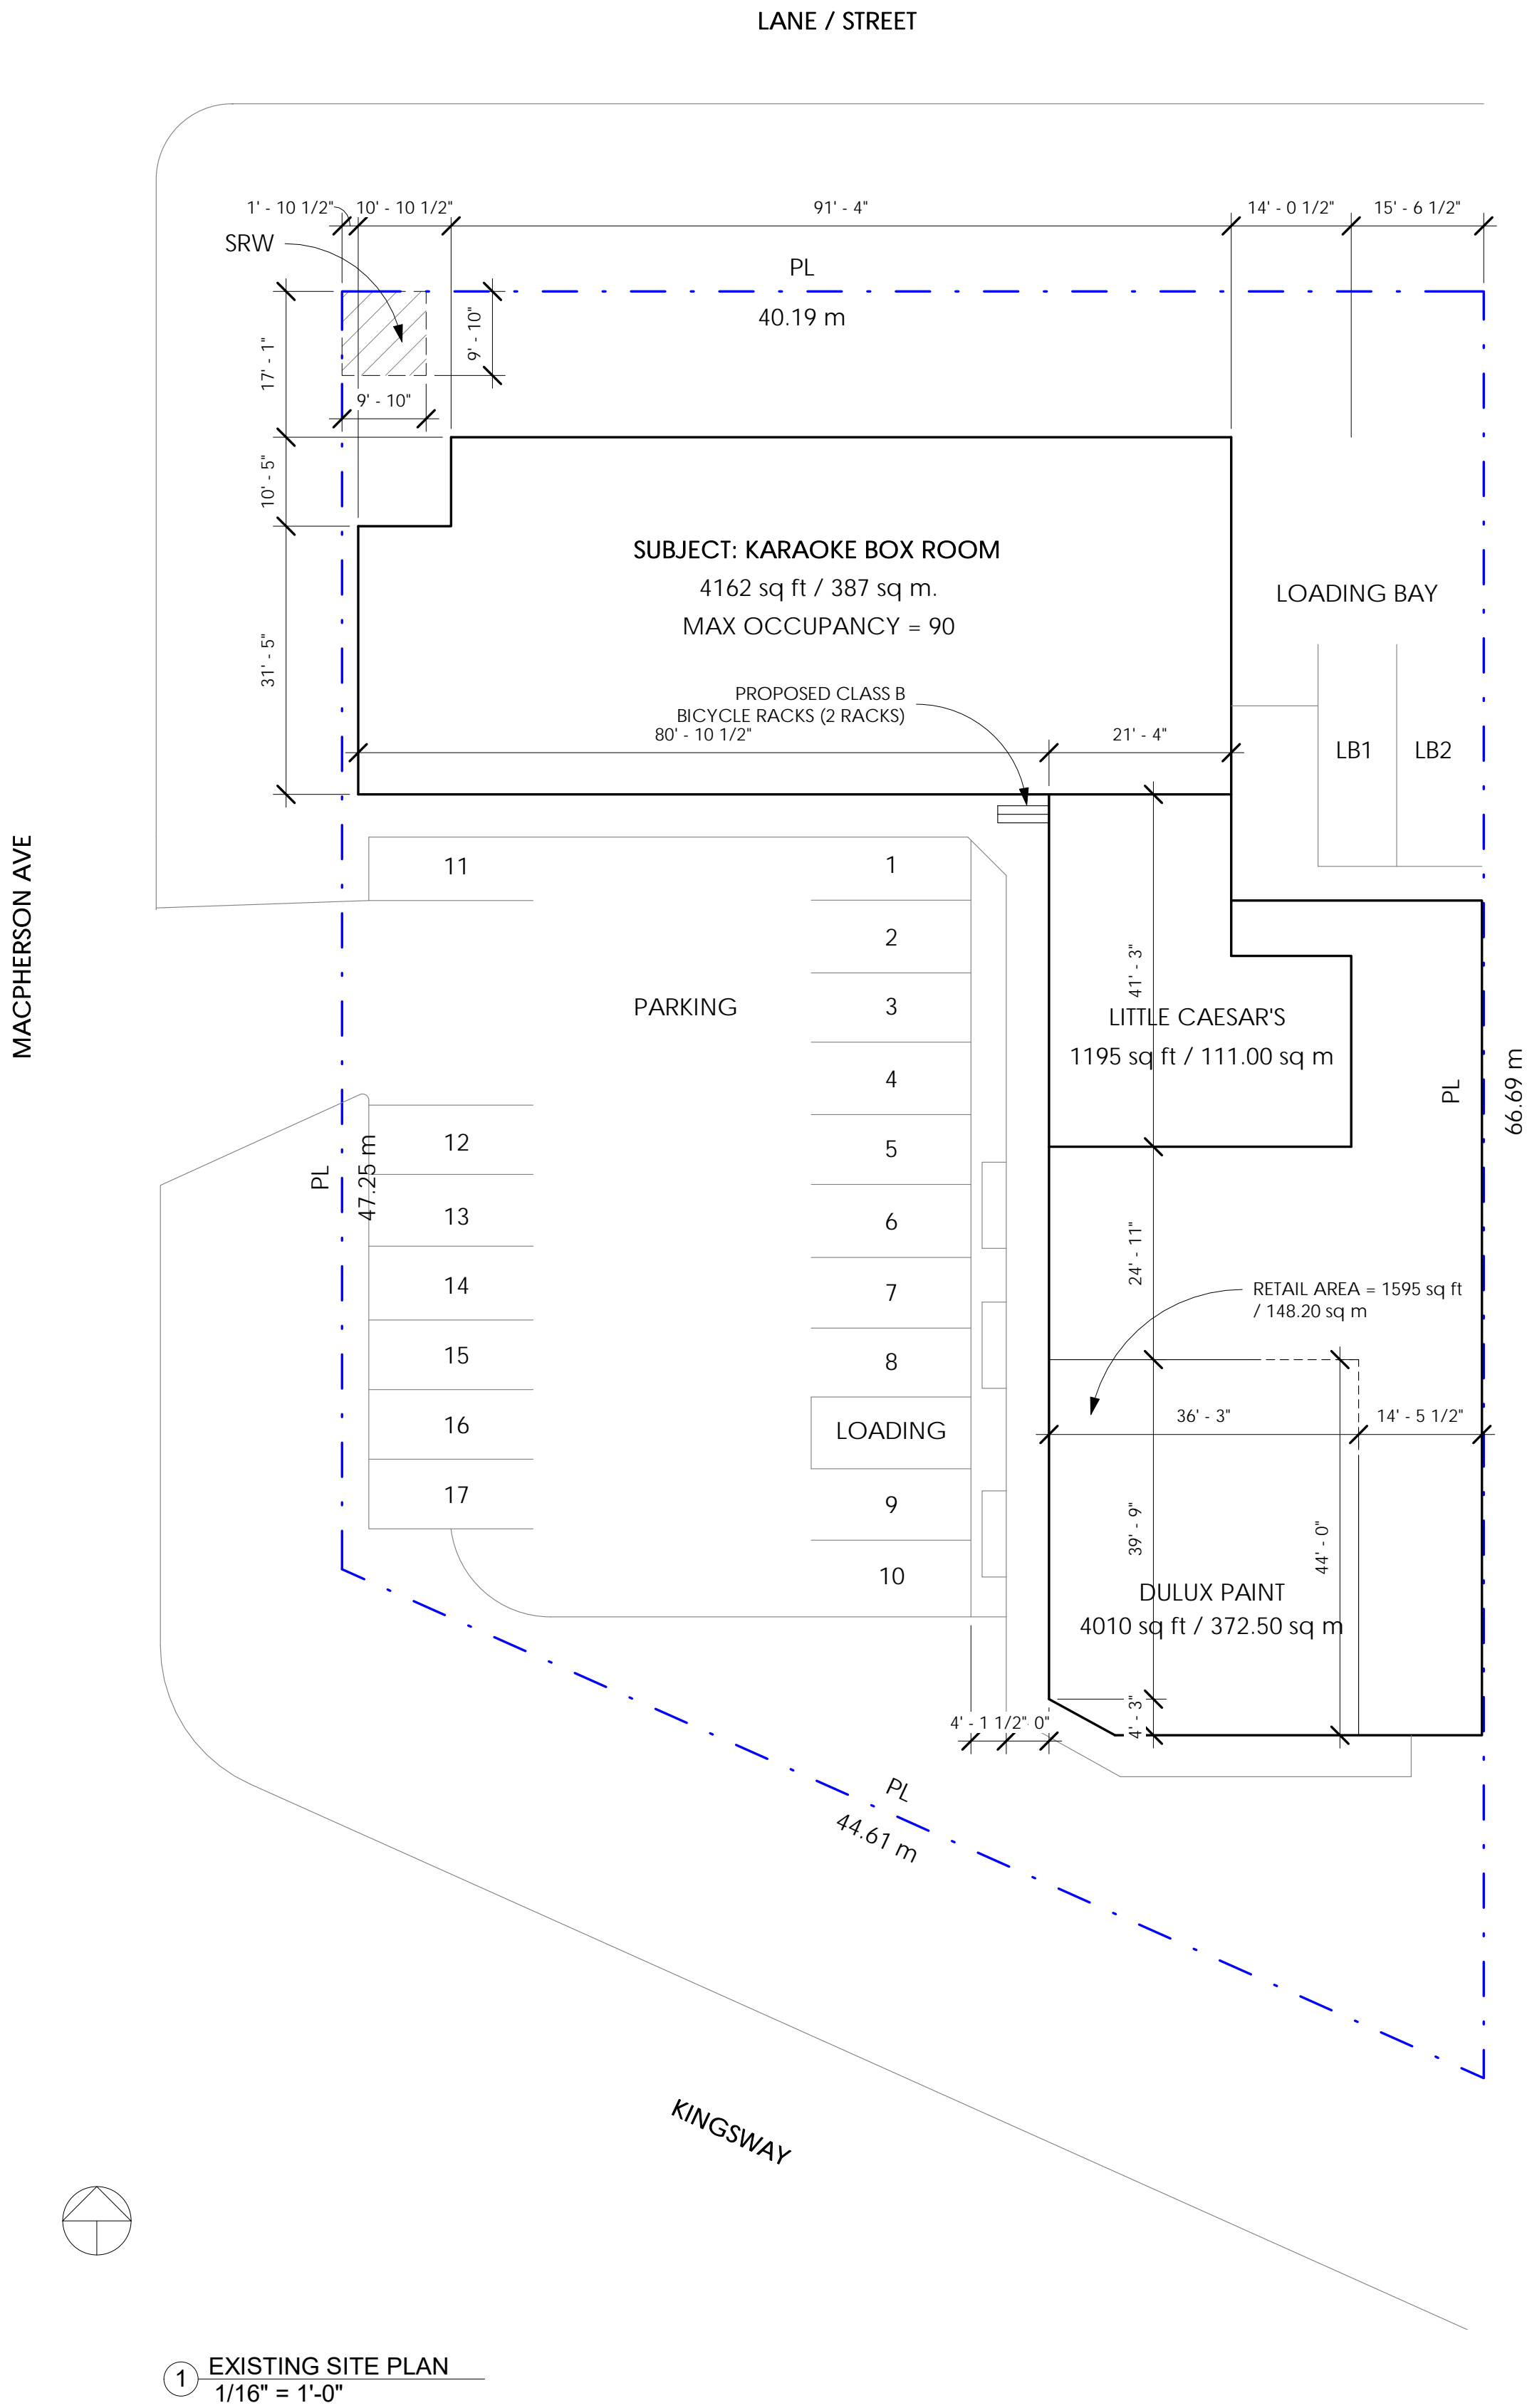 LANE / STREET
1' - 10 1/2"
10' - 10 1/2"
91' - 4"
14' - 0 1/2"
15' - 6 1/2"
SRW
PL
40.19 m
17' - 1"
9' - 10"
9' - 10"
10' - 5"
31' - 5"
SUBJECT: KARAOKE BOX ROOM
4162 sq ft / 387 sq m.
MAX OCCUPANCY = 90
LOADING BAY
PROPOSED CLASS B
BICYCLE RACKS (2 RACKS)
80' - 10 1/2"
21' - 4"
LB1
LB2
MACPHERSON AVE
11
1
2
PARKING
3
4
41' - 3"
LITTLE CAESAR'S
1195 sq ft / 111.00 sq m
PL
66.69 m
12
5
PL
47.25 m
13
6
24' - 11"
14
7
RETAIL AREA = 1595 sq ft
/ 148.20 sq m
15
8
16
LOADING
36' - 3"
14' - 5 1/2"
17
9
39' - 9"
44' - 0"
10
DULUX PAINT
4010 sq ft / 372.50 sq m
4' - 1 1/2"
0"
4' - 3"
PL
44.61 m
KINGSWAY
1
EXISTING SITE PLAN
1/16" = 1'-0"